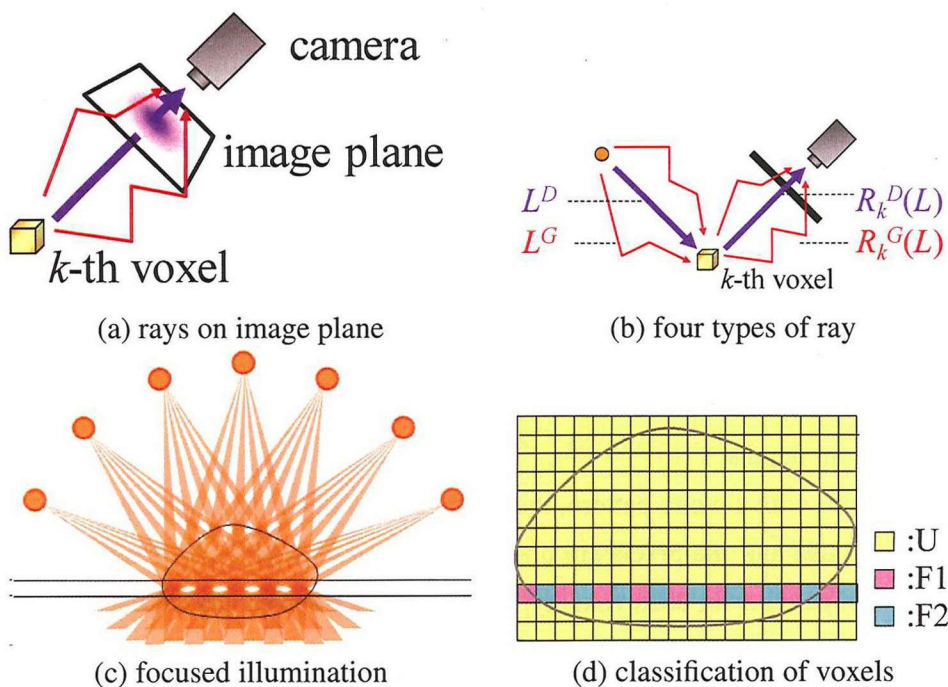 camera
image plane
k-th voxel
(a) rays on image plane
L^D
L^G
R_k^D(L)
R_k^G(L)
k-th voxel
(b) four types of ray
(c) focused illumination
:U
:F1
:F2
(d) classification of voxels